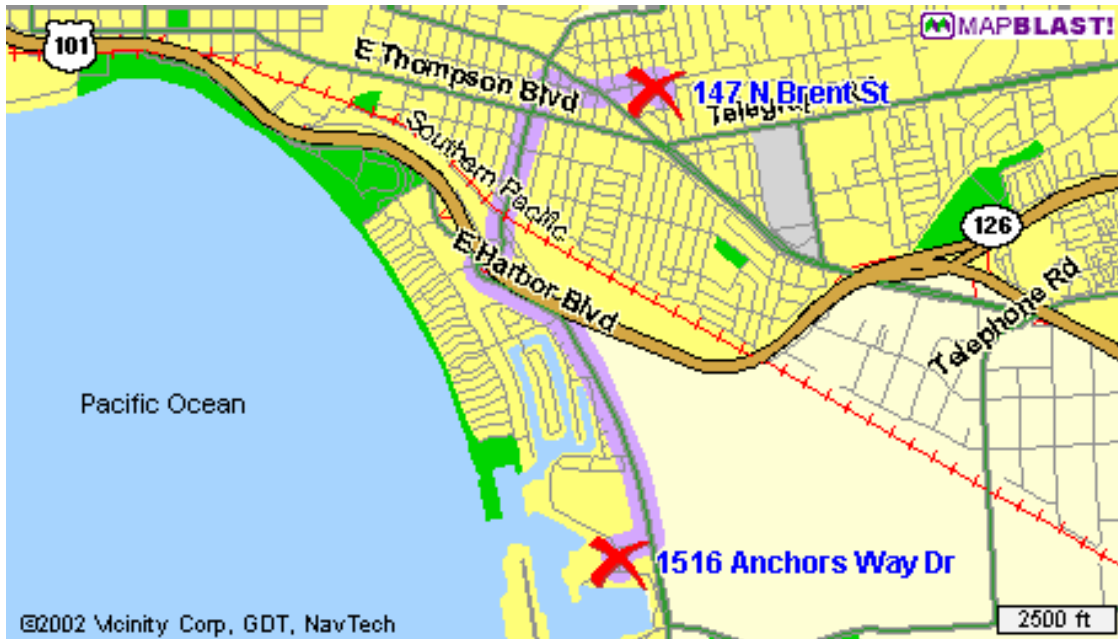 101
MAPBLAST!
E Thompson Blvd
147 N Brent St
Southern Pacific
126
E Harbor Blvd
Telephone Rd
Pacific Ocean
1516 Anchors Way Dr
©2002 Vicinity Corp, GDT, NavTech
2500 ft